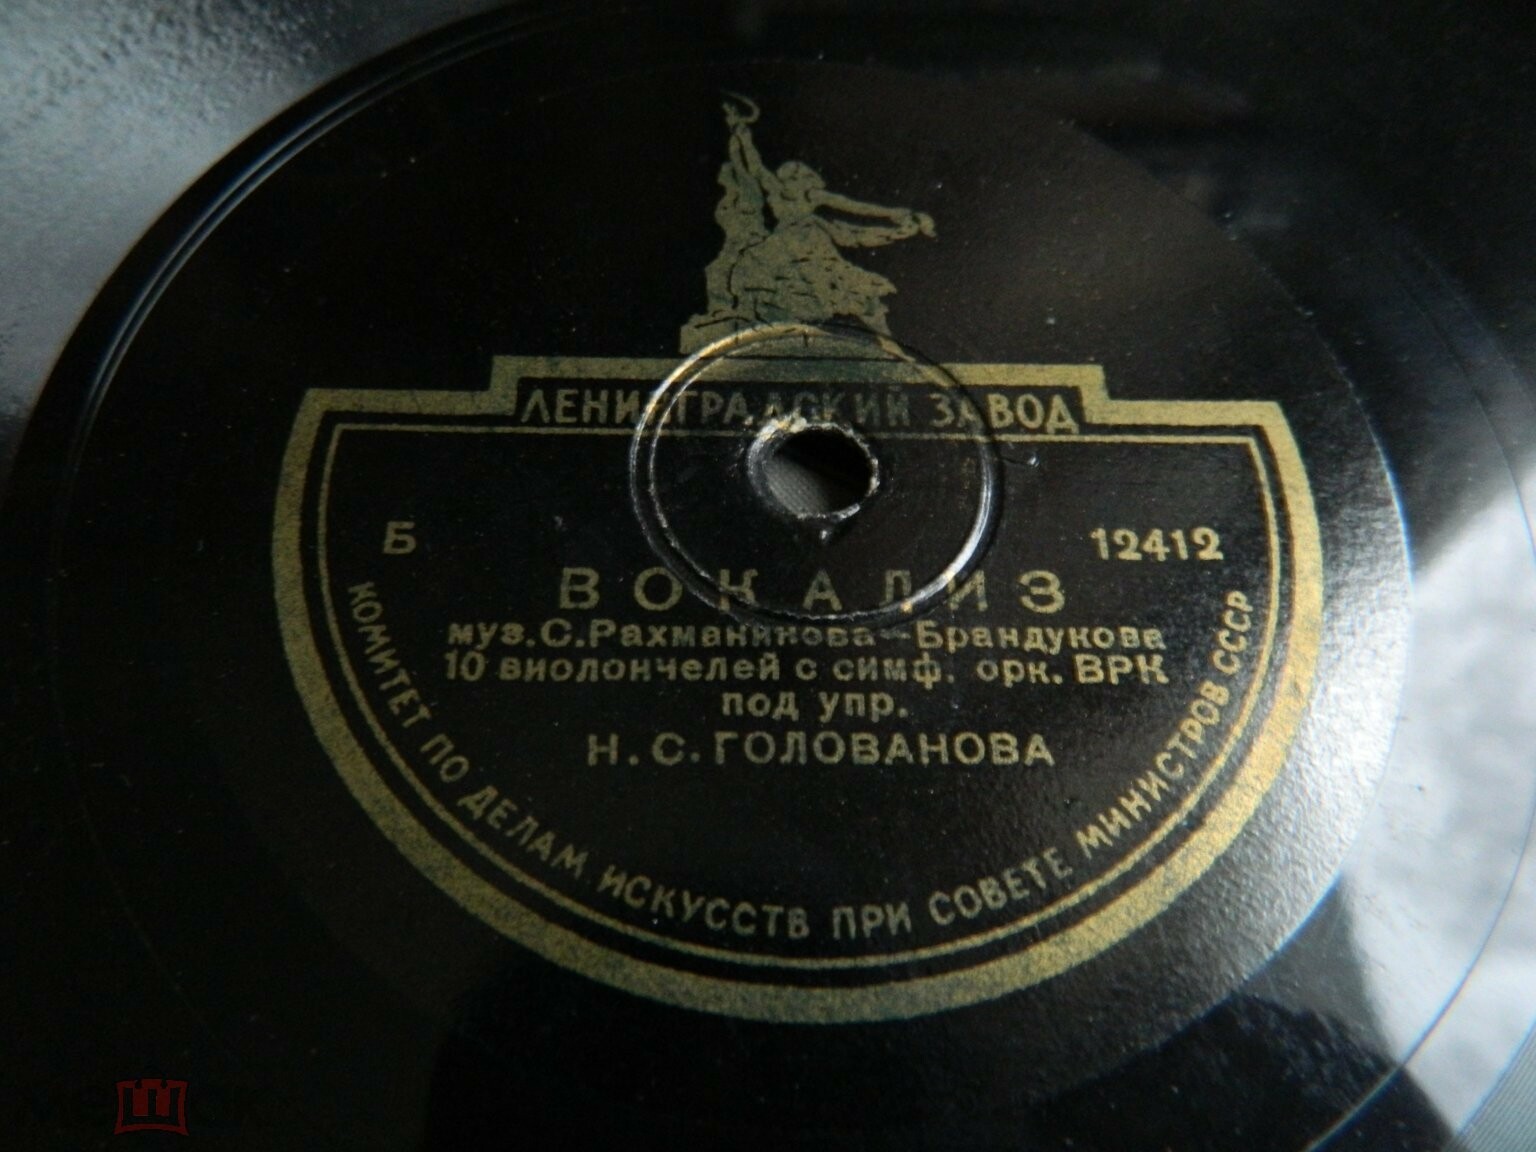 ЛЕНИНГРАДСКИЙ ЗАВОД
Б 12412
ВОКАЛИЗ
муз. С. Рахманинова-Брандукова
10 виолончелей с симф. орк. ВРК
под упр.
Н. С. ГОЛОВАНОВА
КОМИТЕТ ПО ДЕЛАМ ИСКУССТВ ПРИ СОВЕТЕ МИНИСТРОВ СССР